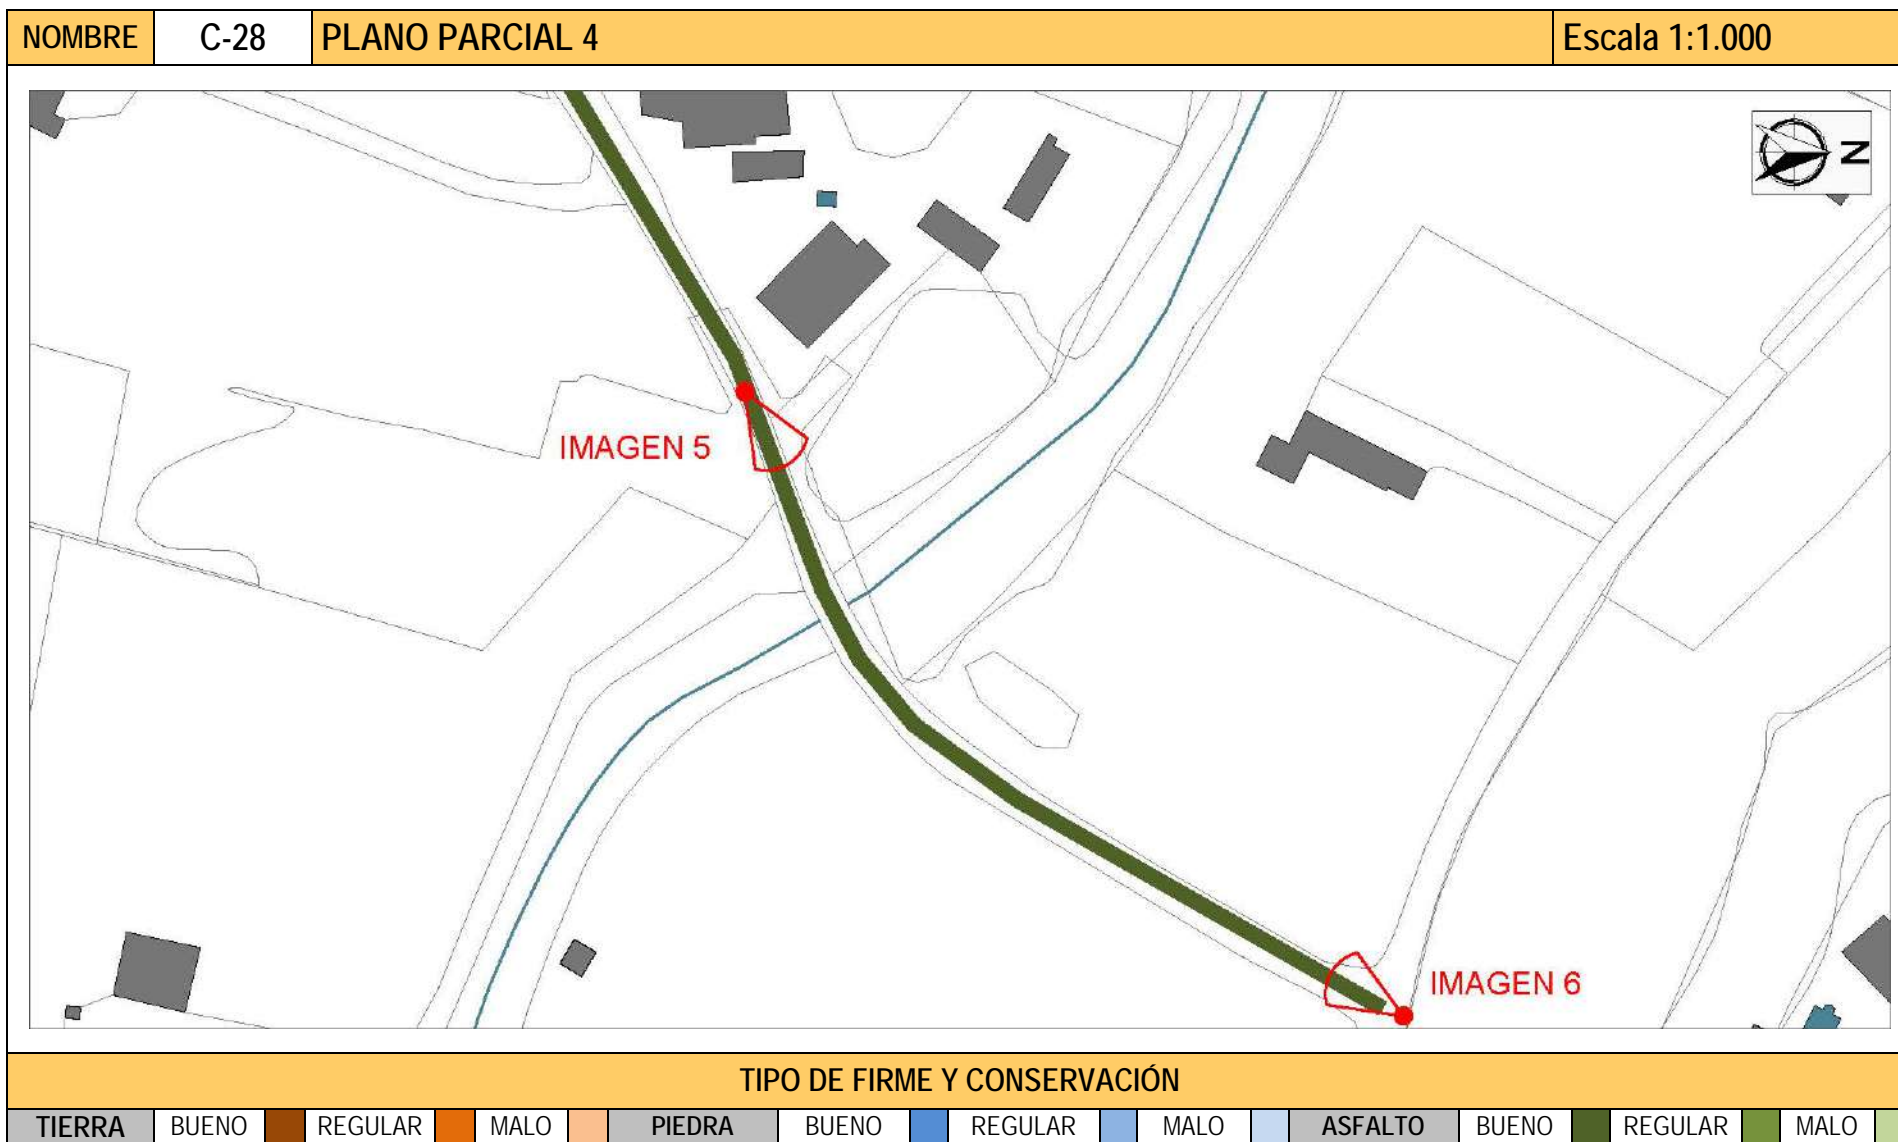 NOMBRE C-28 PLANO PARCIAL 4 Escala 1:1.000
N
IMAGEN 5
IMAGEN 6
TIPO DE FIRME Y CONSERVACIÓN
TIERRA BUENO REGULAR MALO PIEDRA BUENO REGULAR MALO ASFALTO BUENO REGULAR MALO